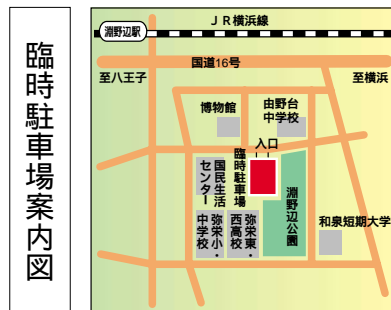 臨時駐車場案内図
JR横浜線
淵野辺駅
国道16号
至八王子
至横浜
博物館
由野台
中学校
入口
臨時駐車場
国民生活
センター
淵野辺公園
弥栄小・
中学校
弥栄東・
西高校
和泉短期大学